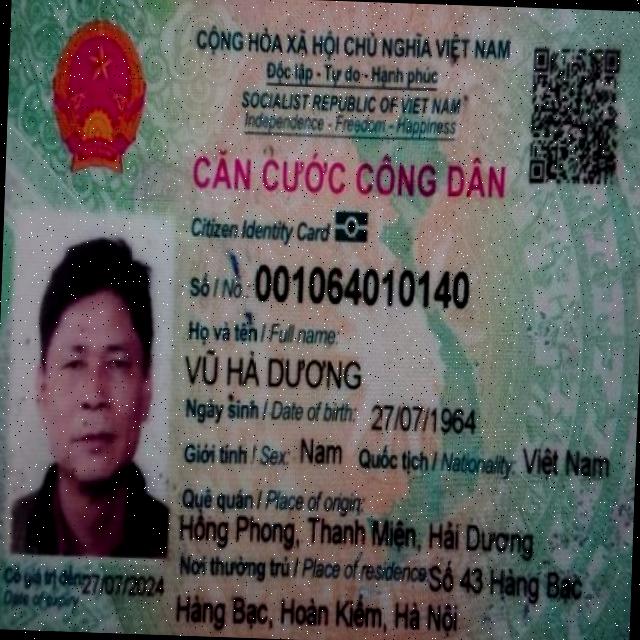 CỘNG HÒA XÃ HỘI CHỦ NGHĨA VIỆT NAM
Độc lập - Tự do - Hạnh phúc
SOCIALIST REPUBLIC OF VIET NAM
Independence - Freedom - Happiness
CĂN CƯỚC CÔNG DÂN
Citizen Identity Card
Số / No.: 001064010140
Họ và tên / Full name:
VŨ HÀ DƯƠNG
Ngày sinh / Date of birth: 27/07/1964
Giới tính / Sex: Nam Quốc tịch / Nationality: Việt Nam
Quê quán / Place of origin:
Hồng Phong, Thanh Miện, Hải Dương
Nơi thường trú / Place of residence: Số 43 Hàng Bạc
Hàng Bạc, Hoàn Kiếm, Hà Nội
Có giá trị đến: 27/07/2024
Date of expiry